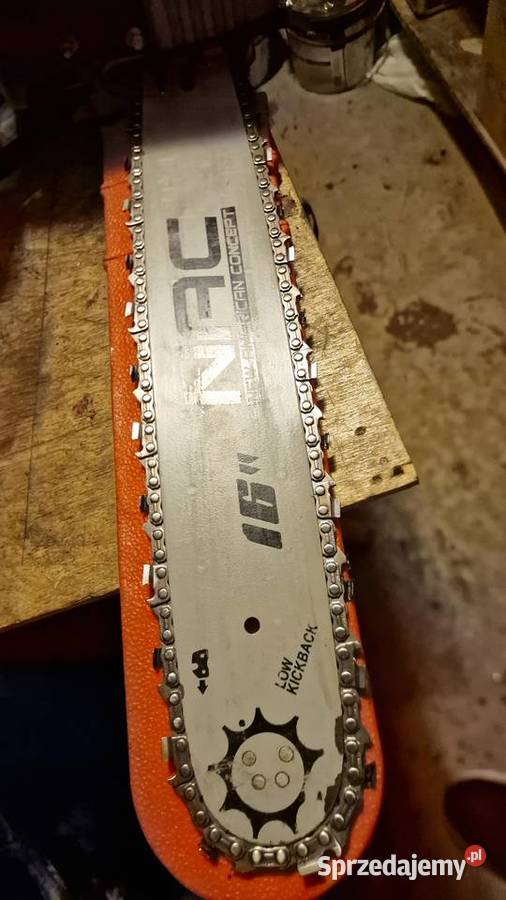 NAC
NEW AMERICAN CONCEPT
16"
LOW
KICKBACK
Sprzedajemy.pl